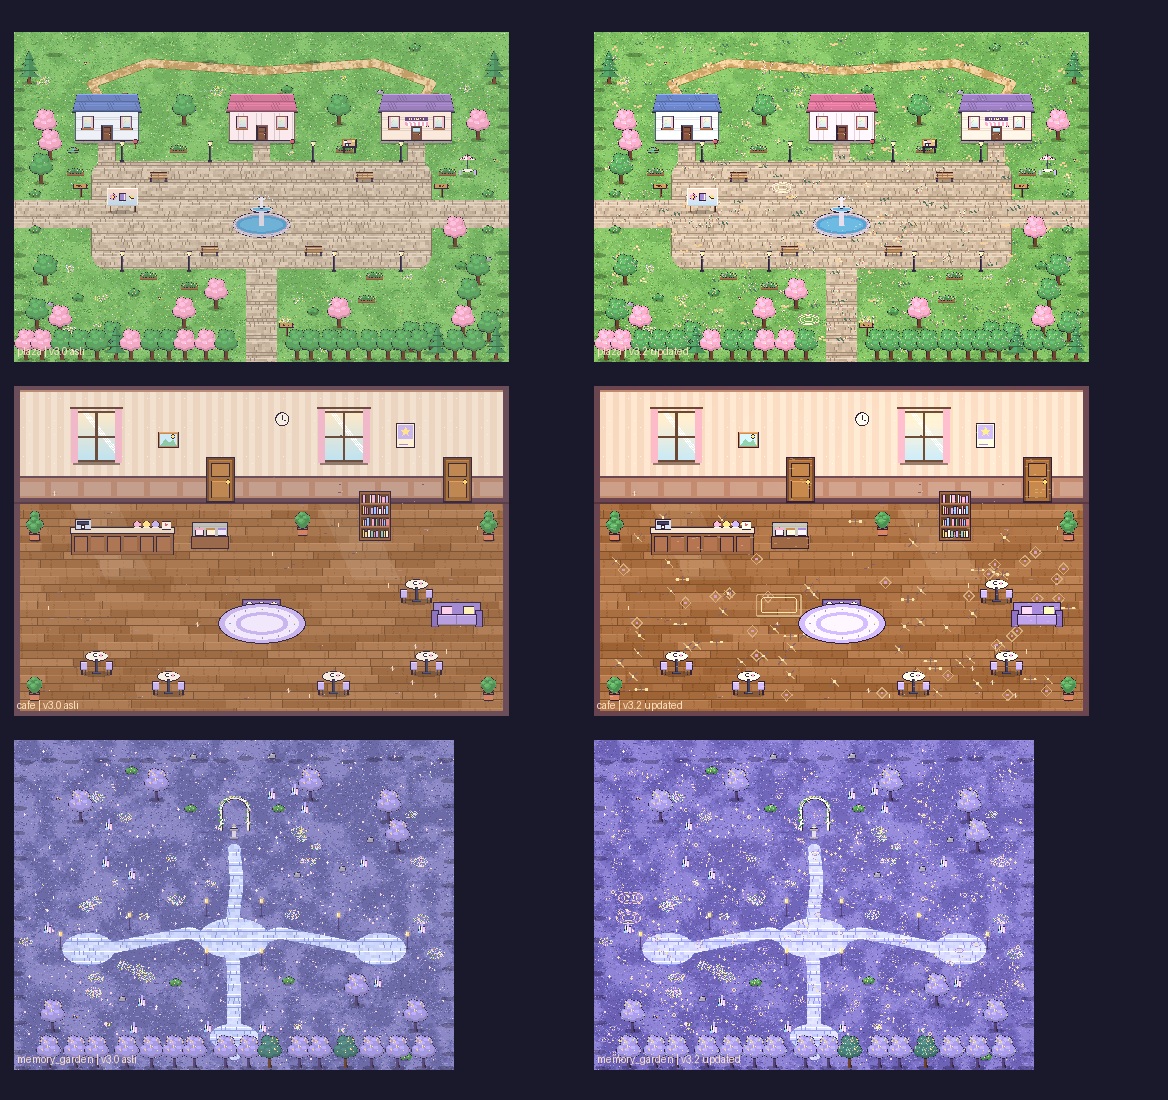 plaza | v3.0 asli
plaza | v3.2 updated
cafe | v3.0 asli
cafe | v3.2 updated
memory_garden | v3.0 asli
memory_garden | v3.2 updated